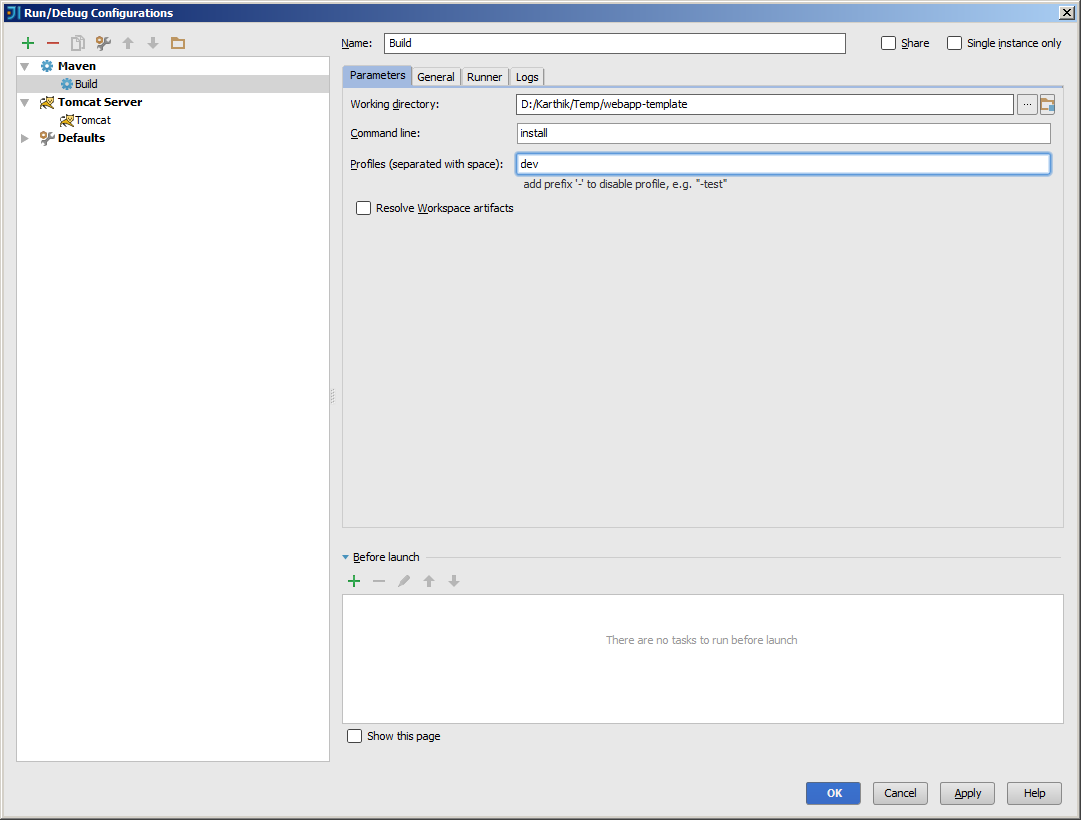 Run/Debug Configurations
Name: Build Share Single instance only
Maven
Build
Tomcat Server
Tomcat
Defaults
Parameters General Runner Logs
Working directory: D:/Karthik/Temp/webapp-template ...
Command line: install
Profiles (separated with space): dev
add prefix '-' to disable profile, e.g. "-test"
Resolve Workspace artifacts
Before launch
There are no tasks to run before launch
Show this page
OK Cancel Apply Help